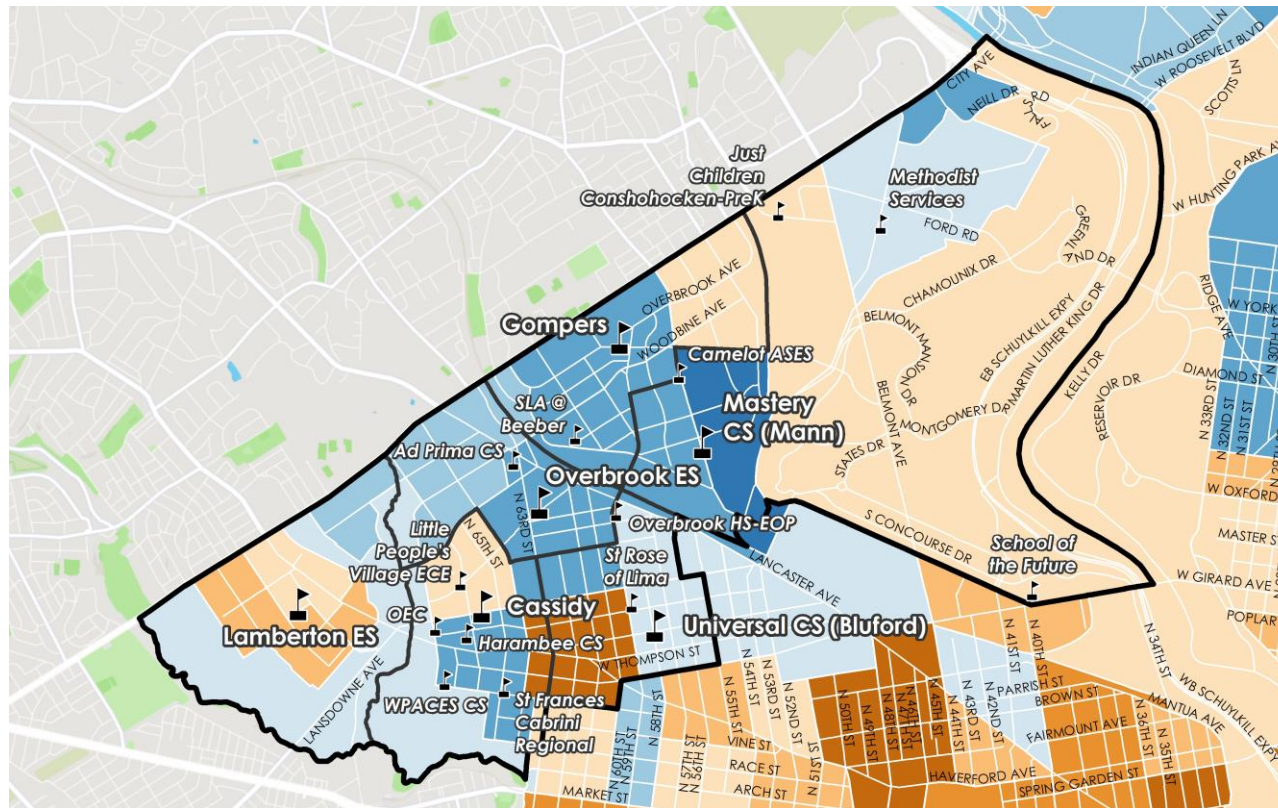 INDIAN QUEEN LN
W ROOSEVELT BLVD
SCOTTS LN
CITY AVE
NEILL DR
FALLS RD
Just
Children
Conshohocken-PreK
Methodist
Services
W HUNTING PARK AV
FORD RD
GREENLAND DR
CHAMOUNIX DR
OVERBROOK AVE
WOODBINE AVE
Gompers
Camelot ASES
BELMONT MANSION DR
EB SCHUYLKILL EXPY
MARTIN LUTHER KING DR
KELLY DR
RIDGE AVE
W YORK
N 30TH ST
DIAMOND ST
RESERVOIR DR
N 33RD ST
N 32ND ST
N 31ST ST
N 28TH
SLA @
Beeber
Mastery
CS (Mann)
MONTGOMERY DR
BELMONT AVE
STATES DR
Ad Prima CS
Overbrook ES
N 63RD ST
W OXFORD
Overbrook HS-EOP
S CONCOURSE DR
MASTER ST
Little
People's
Village ECE
N 65TH ST
St Rose
of Lima
LANCASTER AVE
School of
the Future
W GIRARD AVE
POPLAR
Cassidy
Lamberton ES
OEC
Harambee CS
Universal CS (Bluford)
W THOMPSON ST
N 41ST ST
N 40TH ST
N 34TH ST
WB SCHUYLKILL EXPY
LANSDOWNE AVE
WPACES CS
St Frances
Cabrini
Regional
N 60TH ST
N 59TH ST
N 58TH ST
N 57TH ST
N 56TH ST
N 55TH ST
N 54TH ST
N 53RD ST
N 52ND ST
N 51ST ST
N 50TH ST
N 49TH ST
N 48TH ST
N 47TH ST
N 46TH ST
N 45TH ST
N 44TH ST
N 43RD ST
N 42ND ST
PARRISH ST
BROWN ST
MANTUA AVE
FAIRMOUNT AVE
N 36TH ST
N 35TH ST
VINE ST
RACE ST
ARCH ST
MARKET ST
HAVERFORD AVE
SPRING GARDEN ST